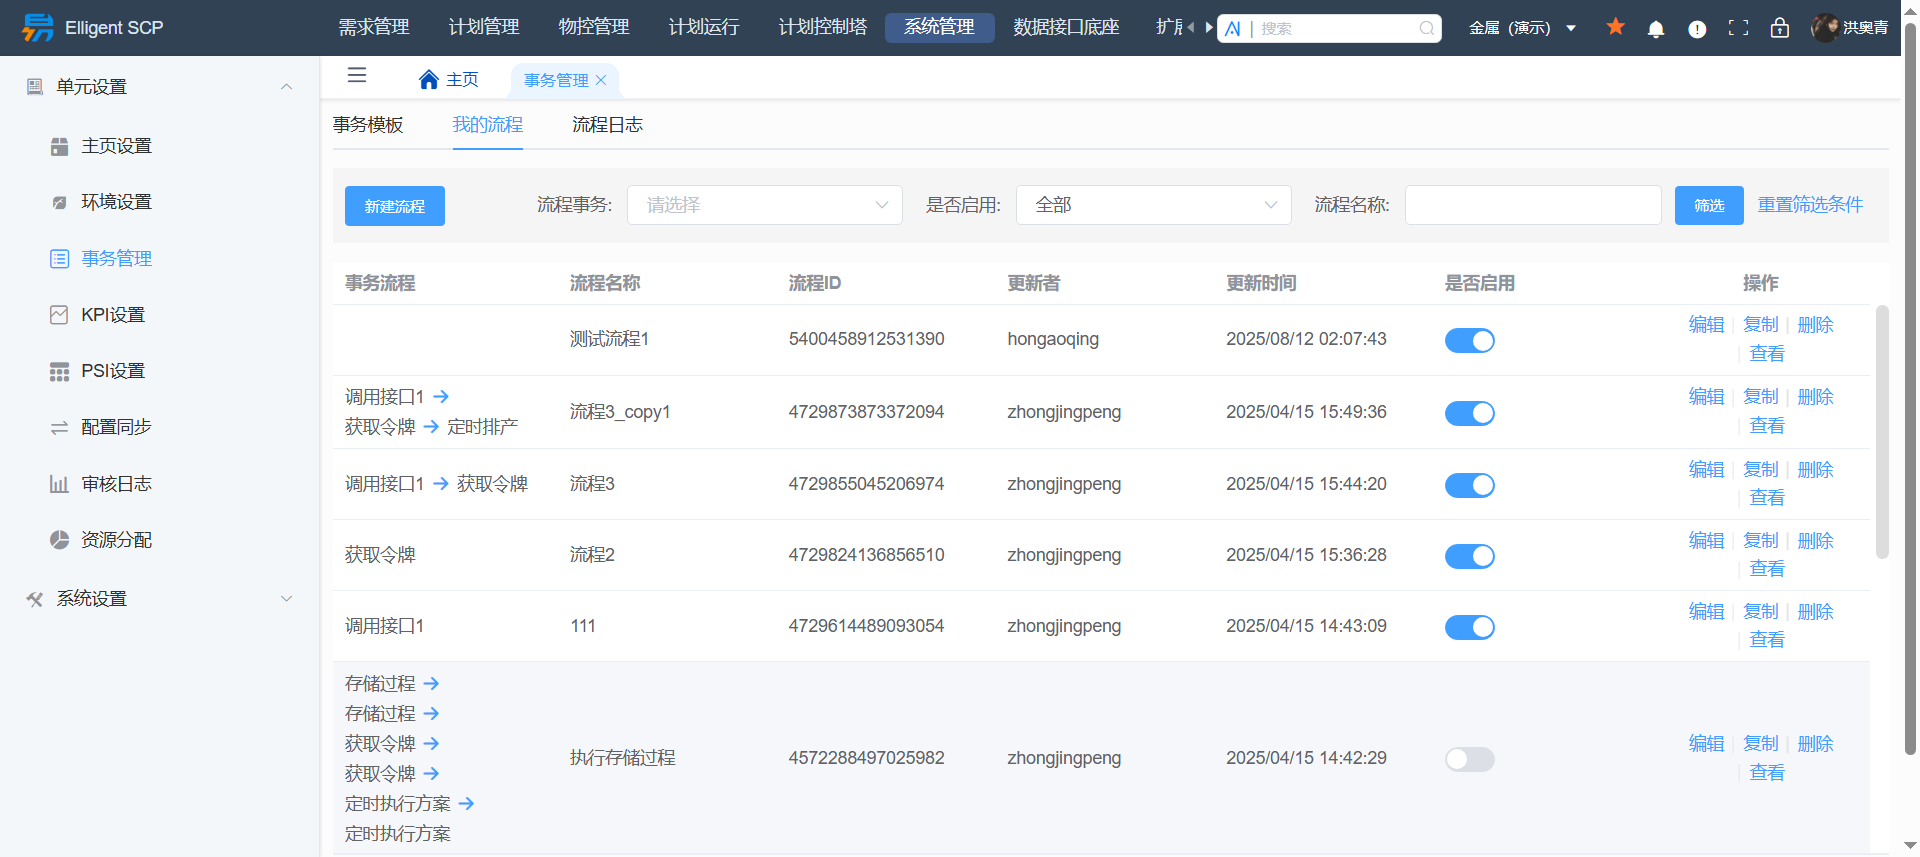 Elligent SCP
需求管理 计划管理 物控管理 计划运行 计划控制塔 系统管理 数据接口底座
搜索
金属（演示）
洪奥青
单元设置
主页设置
环境设置
事务管理
KPI设置
PSI设置
配置同步
审核日志
资源分配
系统设置
主页 事务管理
事务模板 我的流程 流程日志
新建流程 流程事务: 请选择 是否启用: 全部 流程名称: 筛选 重置筛选条件
事务流程 流程名称 流程ID 更新者 更新时间 是否启用 操作
测试流程1 5400458912531390 hongaoqing 2025/08/12 02:07:43 编辑 复制 删除
查看
调用接口1 →
获取令牌 → 定时排产 流程3_copy1 4729873873372094 zhongjingpeng 2025/04/15 15:49:36 编辑 复制 删除
查看
调用接口1 → 获取令牌 流程3 4729855045206974 zhongjingpeng 2025/04/15 15:44:20 编辑 复制 删除
查看
获取令牌 流程2 4729824136856510 zhongjingpeng 2025/04/15 15:36:28 编辑 复制 删除
查看
调用接口1 111 4729614489093054 zhongjingpeng 2025/04/15 14:43:09 编辑 复制 删除
查看
存储过程 →
存储过程 →
获取令牌 →
获取令牌 →
定时执行方案 →
定时执行方案
执行存储过程 4572288497025982 zhongjingpeng 2025/04/15 14:42:29 编辑 复制 删除
查看